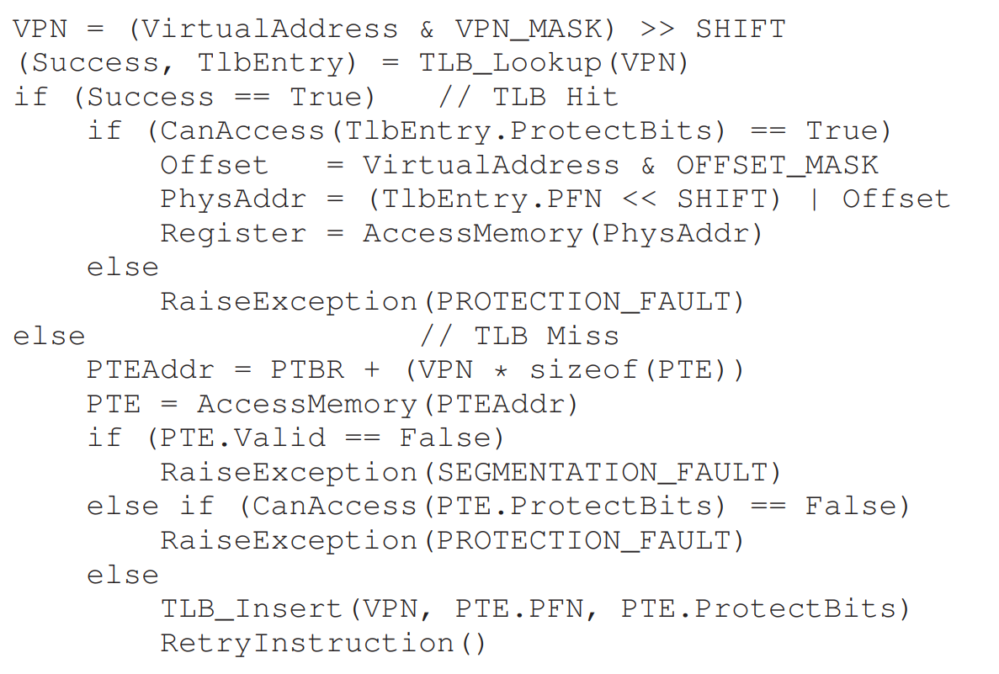 VPN = (VirtualAddress & VPN_MASK) >> SHIFT
(Success, TlbEntry) = TLB_Lookup(VPN)
if (Success == True)   // TLB Hit
    if (CanAccess(TlbEntry.ProtectBits) == True)
        Offset   = VirtualAddress & OFFSET_MASK
        PhysAddr = (TlbEntry.PFN << SHIFT) | Offset
        Register = AccessMemory(PhysAddr)
    else
        RaiseException(PROTECTION_FAULT)
else                  // TLB Miss
    PTEAddr = PTBR + (VPN * sizeof(PTE))
    PTE = AccessMemory(PTEAddr)
    if (PTE.Valid == False)
        RaiseException(SEGMENTATION_FAULT)
    else if (CanAccess(PTE.ProtectBits) == False)
        RaiseException(PROTECTION_FAULT)
    else
        TLB_Insert(VPN, PTE.PFN, PTE.ProtectBits)
        RetryInstruction()